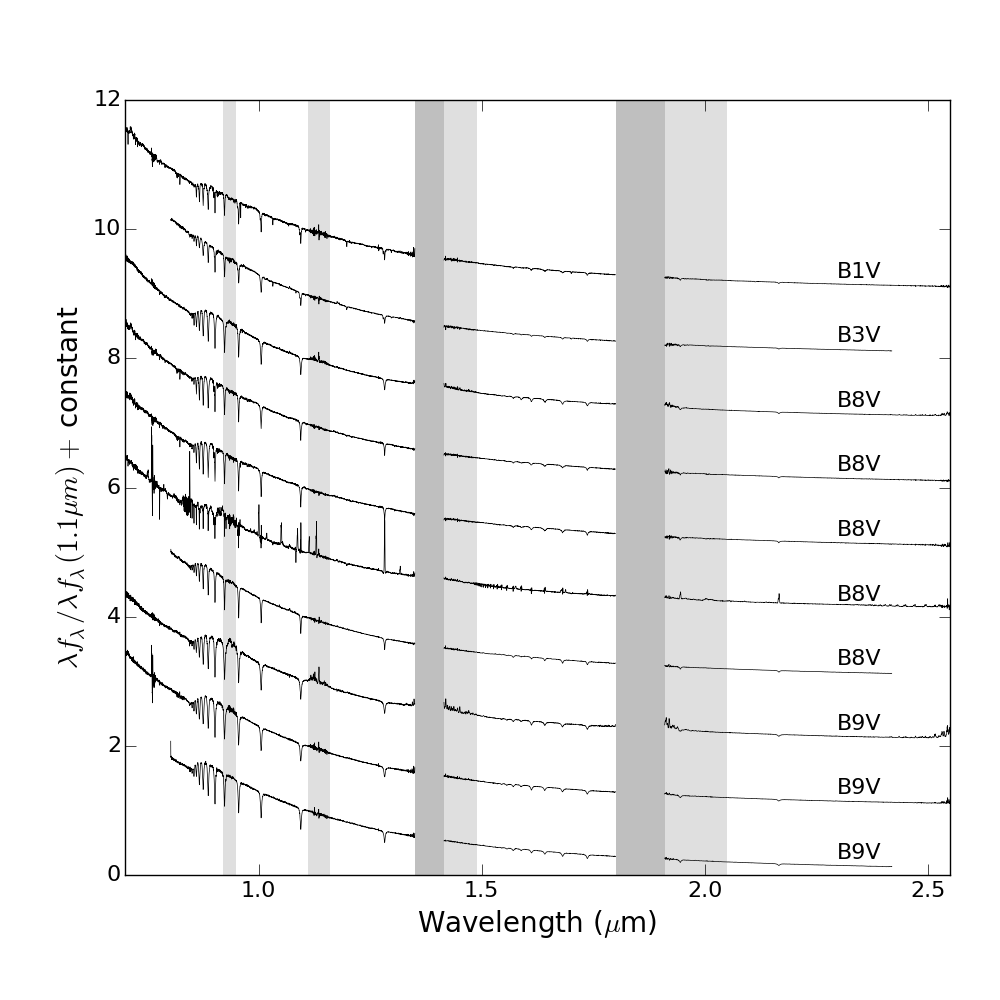 12
10
8
6
4
2
0
λf_λ/λf_λ(1.1μm) + constant
B1V
B3V
B8V
B8V
B8V
B8V
B8V
B9V
B9V
B9V
1.0 1.5 2.0 2.5
Wavelength (μm)